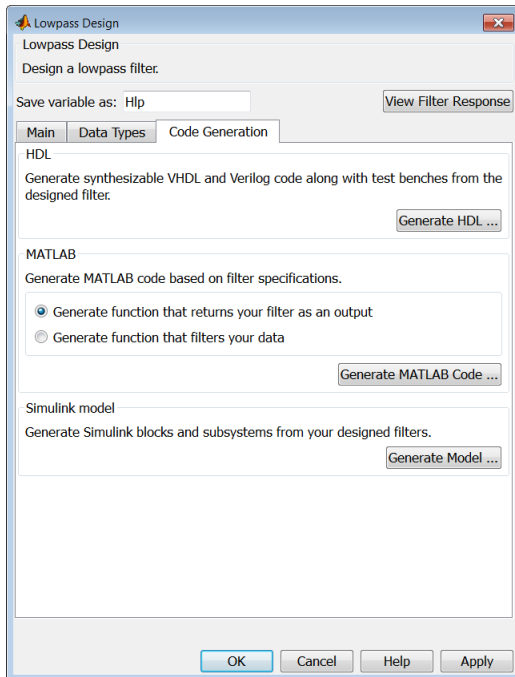 Lowpass Design
Lowpass Design
Design a lowpass filter.
Save variable as: Hlp View Filter Response
Main Data Types Code Generation
HDL
Generate synthesizable VHDL and Verilog code along with test benches from the
designed filter.
Generate HDL ...
MATLAB
Generate MATLAB code based on filter specifications.
Generate function that returns your filter as an output
Generate function that filters your data
Generate MATLAB Code ...
Simulink model
Generate Simulink blocks and subsystems from your designed filters.
Generate Model ...
OK Cancel Help Apply